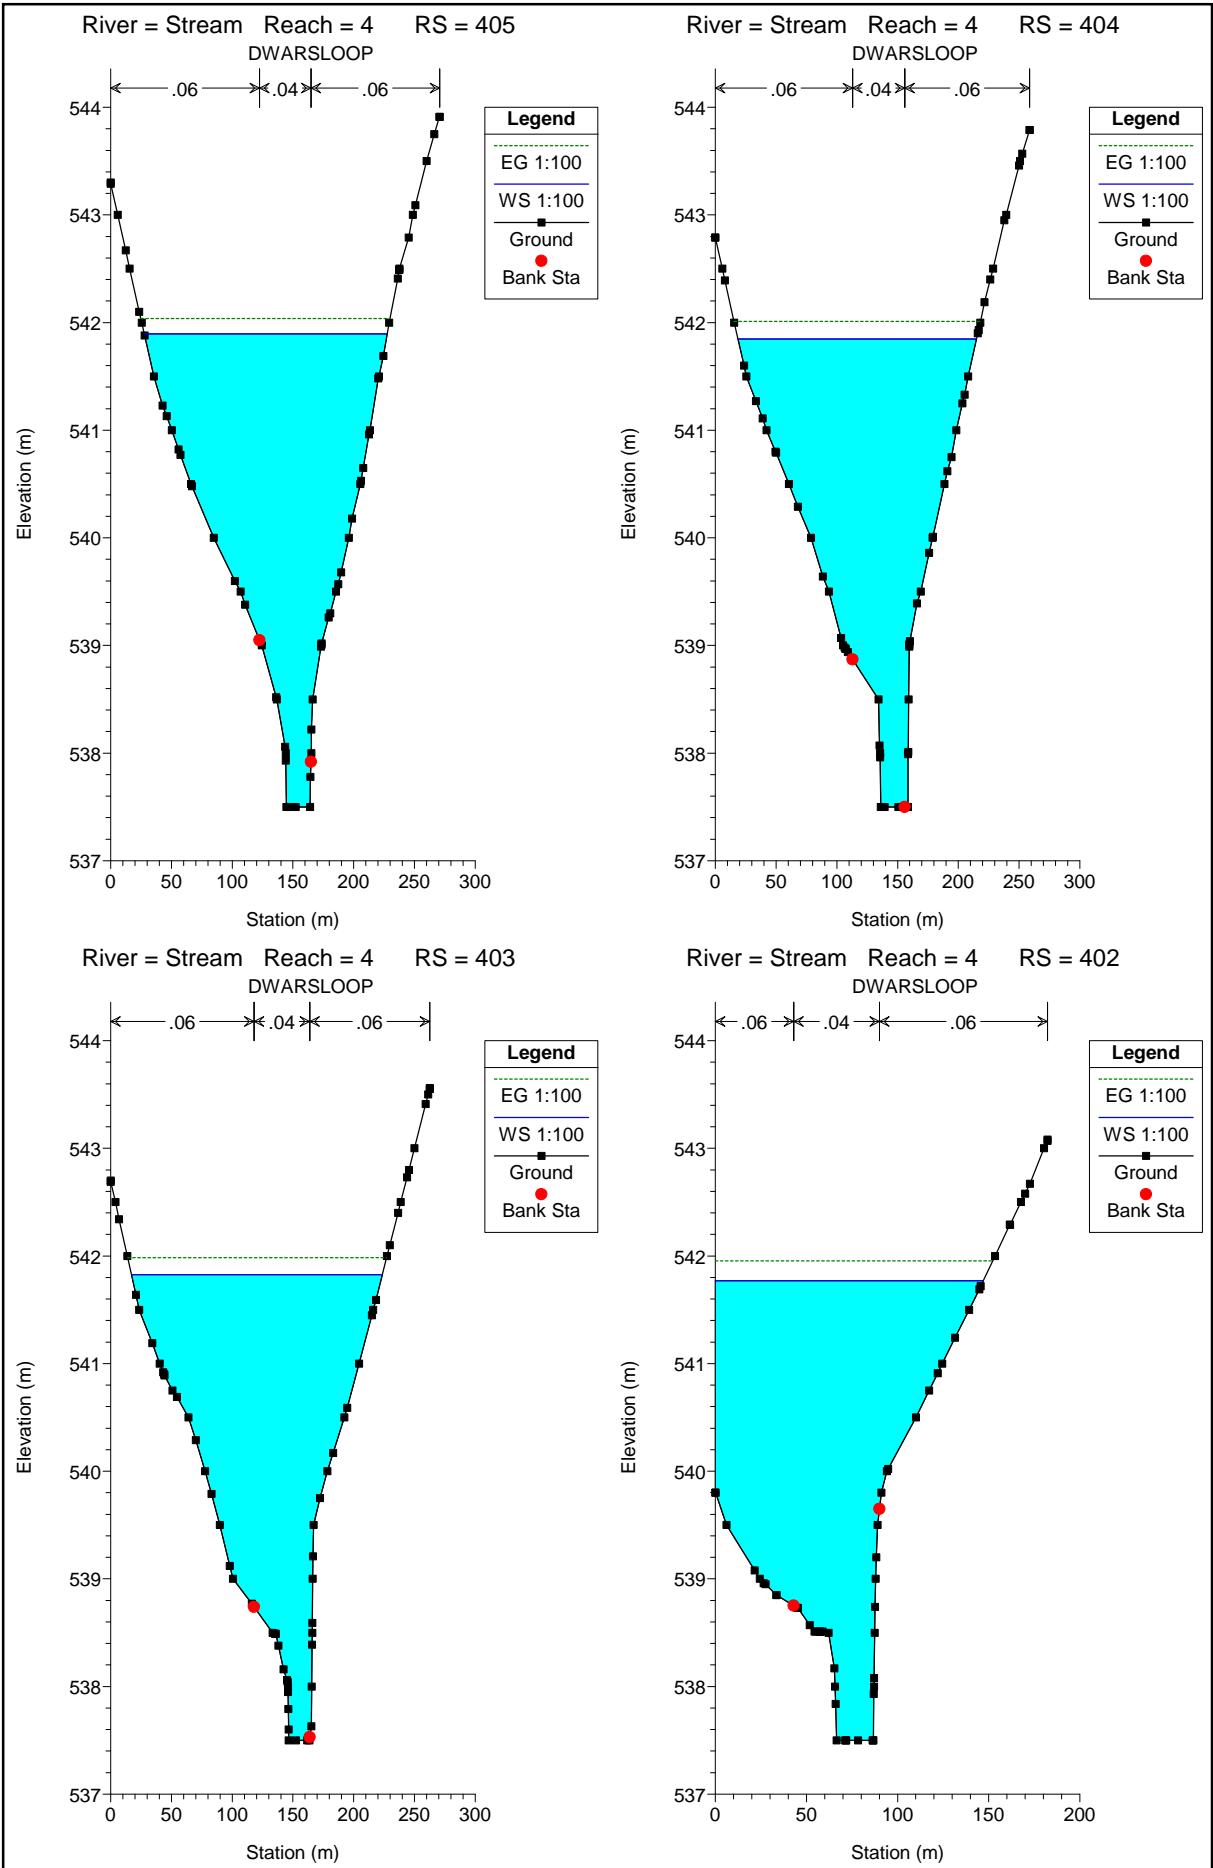 River = Stream Reach = 4 RS = 405
DWARSLOOP
.06 .04 .06
Legend
EG 1:100
WS 1:100
Ground
Bank Sta
544
543
542
541
540
539
538
537
Elevation (m)
0 50 100 150 200 250 300
Station (m)
River = Stream Reach = 4 RS = 404
DWARSLOOP
.06 .04 .06
Legend
EG 1:100
WS 1:100
Ground
Bank Sta
544
543
542
541
540
539
538
537
Elevation (m)
0 50 100 150 200 250 300
Station (m)
River = Stream Reach = 4 RS = 403
DWARSLOOP
.06 .04 .06
Legend
EG 1:100
WS 1:100
Ground
Bank Sta
544
543
542
541
540
539
538
537
Elevation (m)
0 50 100 150 200 250 300
Station (m)
River = Stream Reach = 4 RS = 402
DWARSLOOP
.06 .04 .06
Legend
EG 1:100
WS 1:100
Ground
Bank Sta
544
543
542
541
540
539
538
537
Elevation (m)
0 50 100 150 200
Station (m)